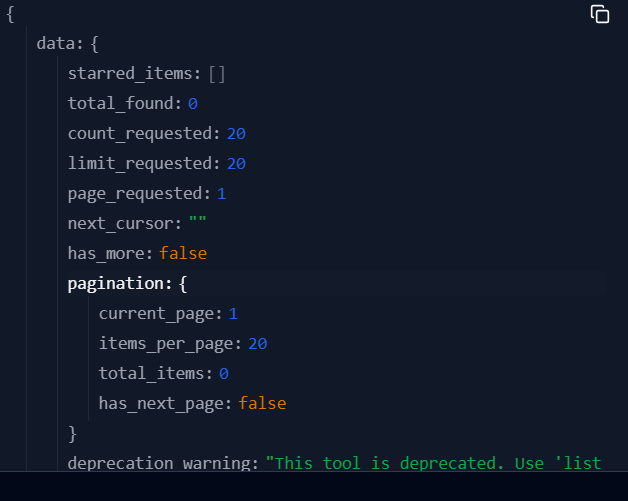 {
data: {
starred_items: []
total_found: 0
count_requested: 20
limit_requested: 20
page_requested: 1
next_cursor: ""
has_more: false
pagination: {
current_page: 1
items_per_page: 20
total_items: 0
has_next_page: false
}
deprecation_warning: "This tool is deprecated. Use 'list